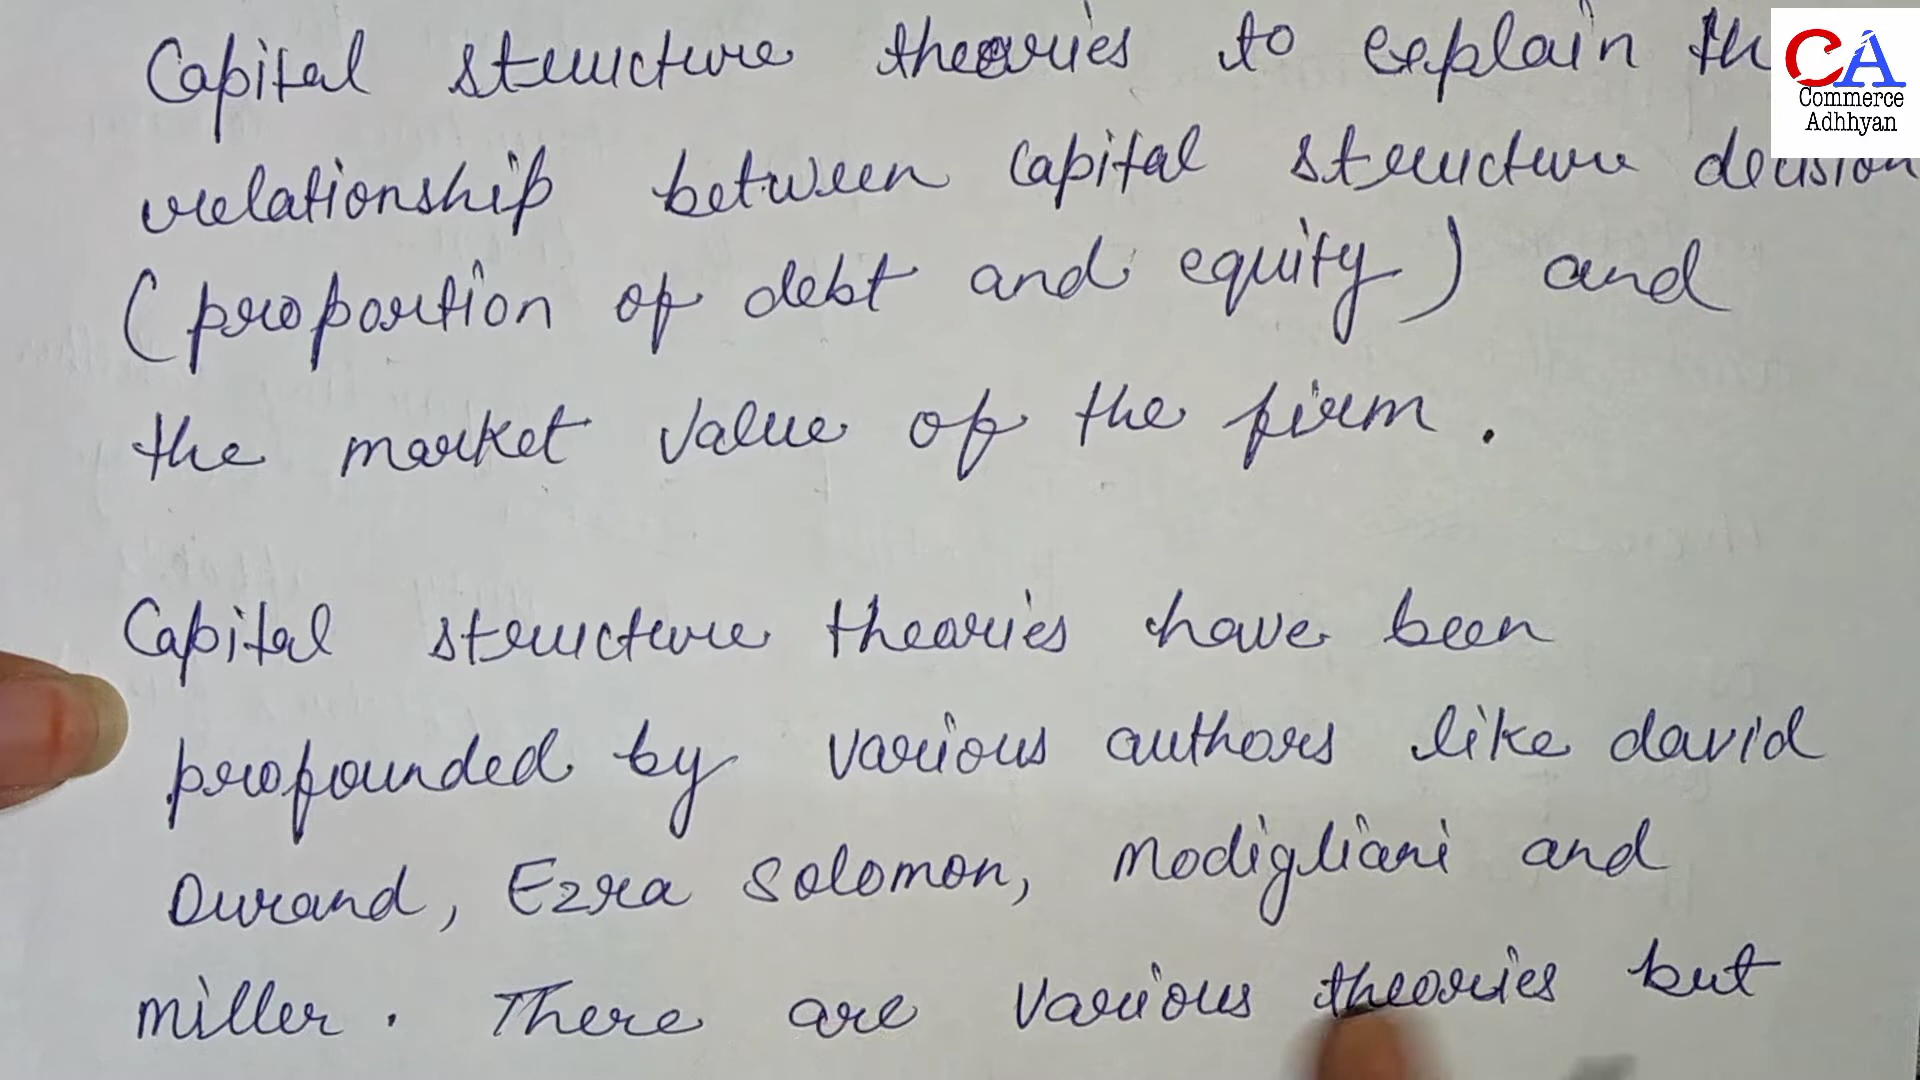 Capital structure theories to explain th
relationship between capital structure decision
(proportion of debt and equity) and
the market value of the firm.
Capital structure theories have been
profounded by various authors like david
Durand, Ezra Solomon, Modigliani and
miller. There are various theories but
CA
Commerce
Adhhyan